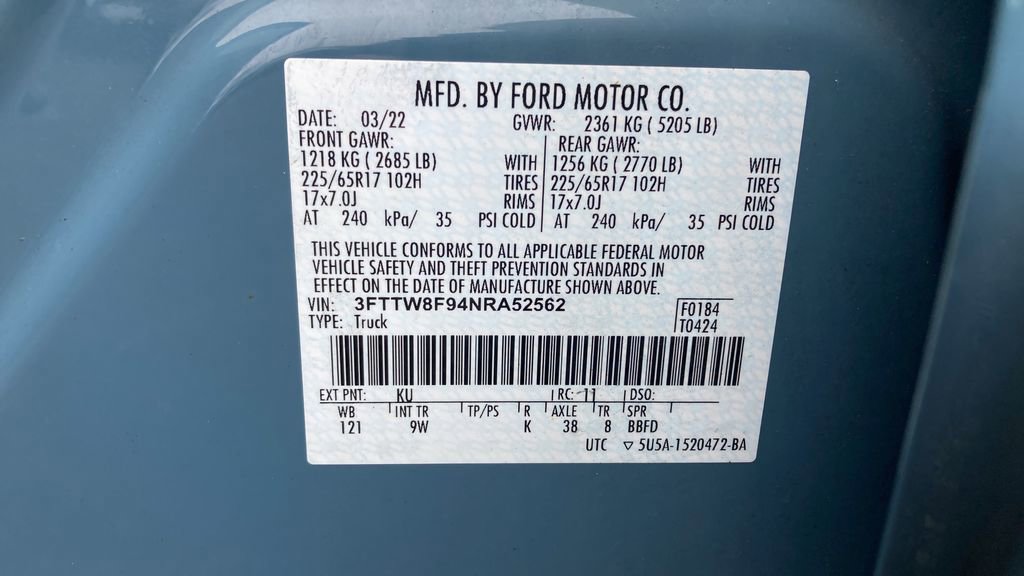 MFD. BY FORD MOTOR CO.
DATE: 03/22 GVWR: 2361 KG ( 5205 LB)
FRONT GAWR: REAR GAWR:
1218 KG ( 2685 LB) WITH 1256 KG ( 2770 LB) WITH
225/65R17 102H TIRES 225/65R17 102H TIRES
17x7.0J RIMS 17x7.0J RIMS
AT 240 kPa/ 35 PSI COLD AT 240 kPa/ 35 PSI COLD
THIS VEHICLE CONFORMS TO ALL APPLICABLE FEDERAL MOTOR
VEHICLE SAFETY AND THEFT PREVENTION STANDARDS IN
EFFECT ON THE DATE OF MANUFACTURE SHOWN ABOVE.
VIN: 3FTTW8F94NRA52562 F0184
TYPE: Truck T0424
EXT PNT: KU RC: 11 DSO:
WB INT TR TP/PS R AXLE TR SPR
121 9W K 38 8 BBFD
UTC ▽ 5U5A-1520472-BA